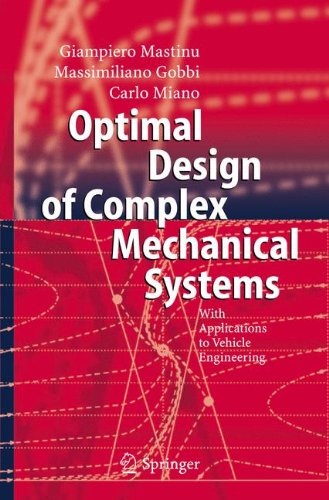 Giampiero Mastinu
Massimiliano Gobbi
Carlo Miano
Optimal
Design
of Complex
Mechanical
Systems
With
Applications
to Vehicle
Engineering
Springer